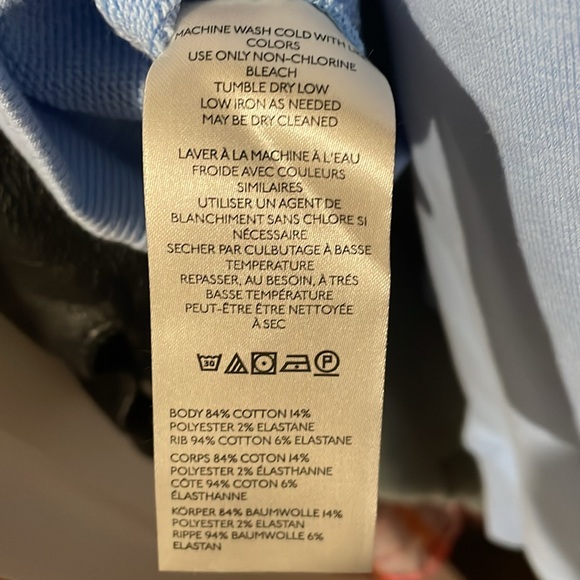 MACHINE WASH COLD WITH
COLORS
USE ONLY NON-CHLORINE
BLEACH
TUMBLE DRY LOW
LOW IRON AS NEEDED
MAY BE DRY CLEANED
LAVER À LA MACHINE À L'EAU
FROIDE AVEC COULEURS
SIMILAIRES
UTILISER UN AGENT DE
BLANCHIMENT SANS CHLORE SI
NÉCESSAIRE
SECHER PAR CULBUTAGE À BASSE
TEMPERATURE
REPASSER, AU BESOIN, À TRÉS
BASSE TEMPÉRATURE
PEUT-ÊTRE ÊTRE NETTOYÉE
À SEC
30 P
BODY 84% COTTON 14%
POLYESTER 2% ELASTANE
RIB 94% COTTON 6% ELASTANE
CORPS 84% COTON 14%
POLYESTER 2% ÉLASTHANNE
CÔTE 94% COTON 6%
ÉLASTHANNE
KÖRPER 84% BAUMWOLLE 14%
POLYESTER 2% ELASTAN
RIPPE 94% BAUMWOLLE 6%
ELASTAN